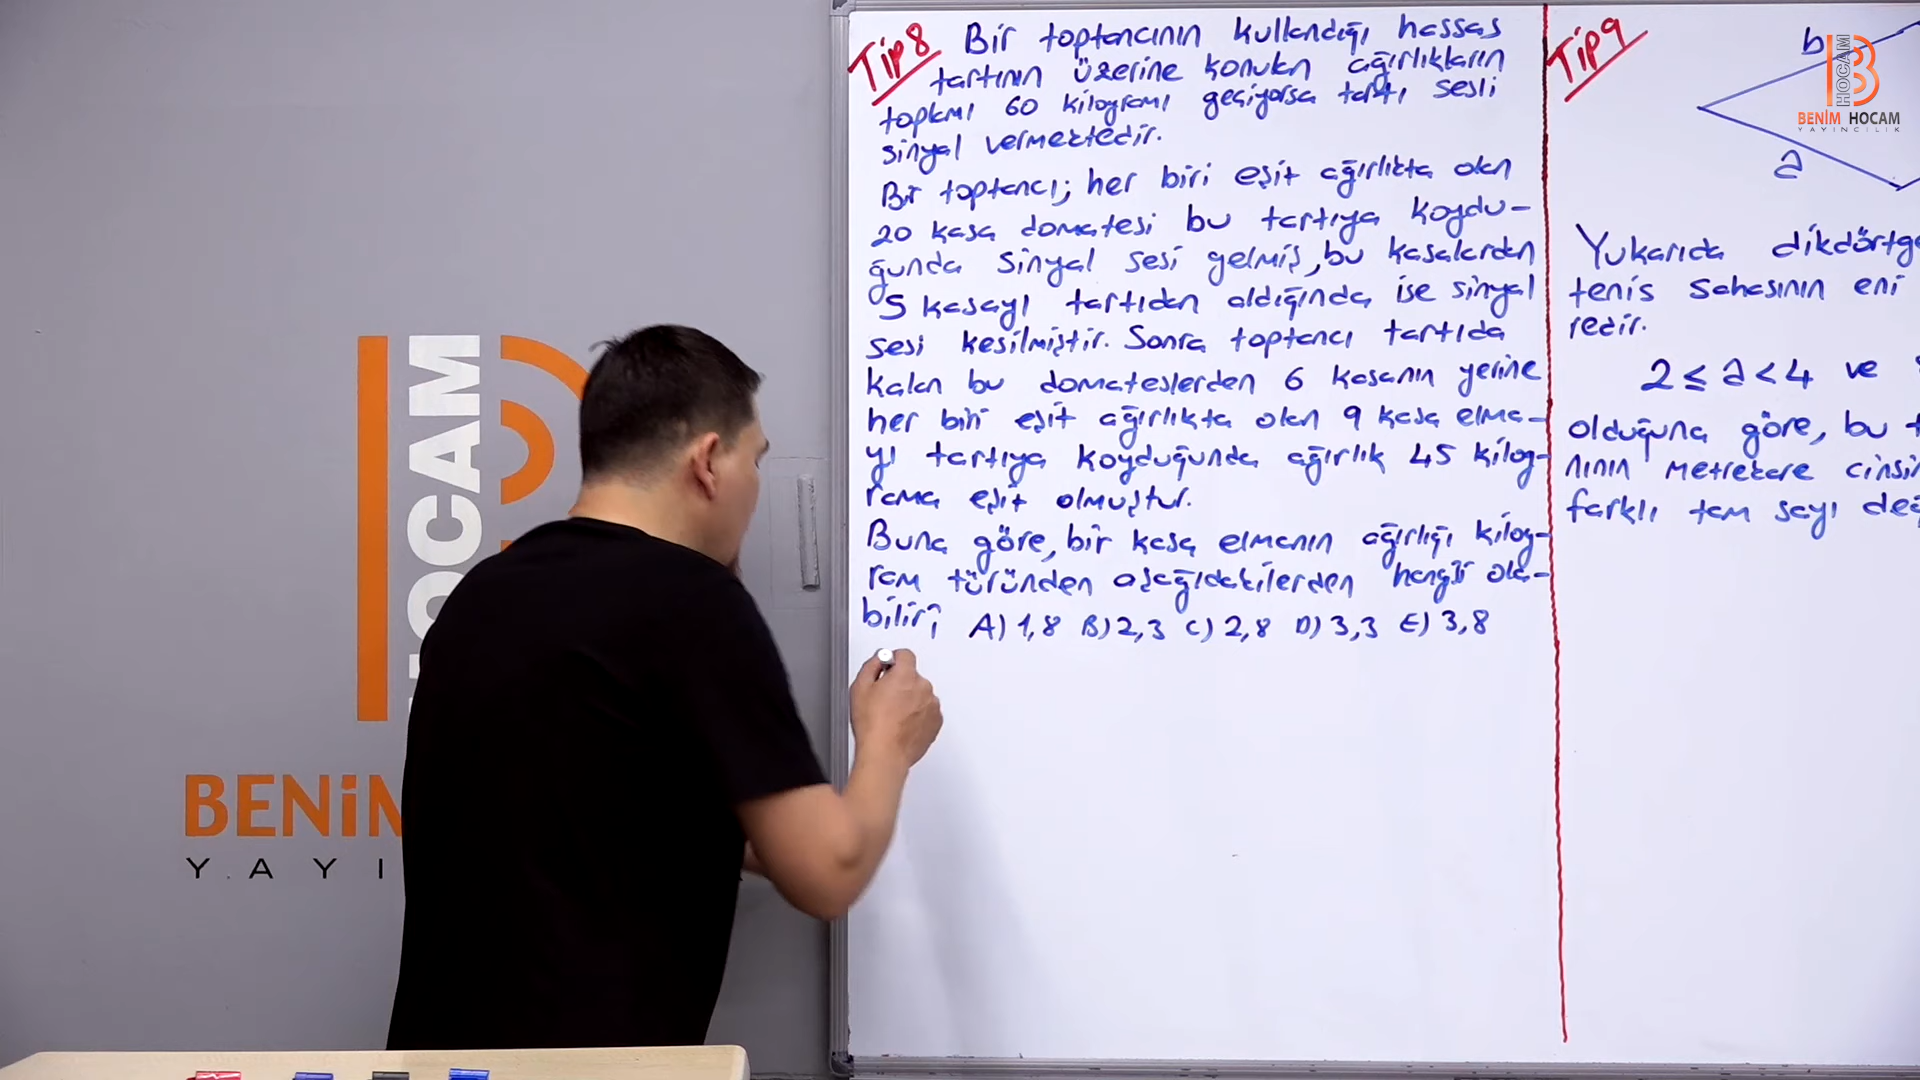 HOCAM
BENİM
YAYI
Tip8 Bir toptancının kullandığı hassas
tartının üzerine konulan ağırlıkların
toplamı 60 kilogramı geçiyorsa tartı sesli
sinyal vermektedir.
Bir toptancı; her biri eşit ağırlıkta olan
20 kasa domatesi bu tartıya koydu-
ğunda sinyal sesi gelmiş, bu kasalardan
5 kasayı tartıdan aldığında ise sinyal
sesi kesilmiştir. Sonra toptancı tartıda
kalan bu domateslerden 6 kasanın yerine
her biri eşit ağırlıkta olan 9 kasa elma-
yı tartıya koyduğunda ağırlık 45 kilog-
rama eşit olmuştur.
Buna göre, bir kasa elmanın ağırlığı kilog-
ram türünden aşağıdakilerden hangisi ola-
bilir?
A) 1,8 B) 2,3 C) 2,8 D) 3,3 E) 3,8
Tip9
b
a
Yukarıda dikdörtge
tenis sahasının eni
redir.
2 ≤ a < 4 ve
olduğuna göre, bu t
nının metrekare cinsin
farklı tam sayı değ
HOCAM
BENİM HOCAM
YAYINCILIK